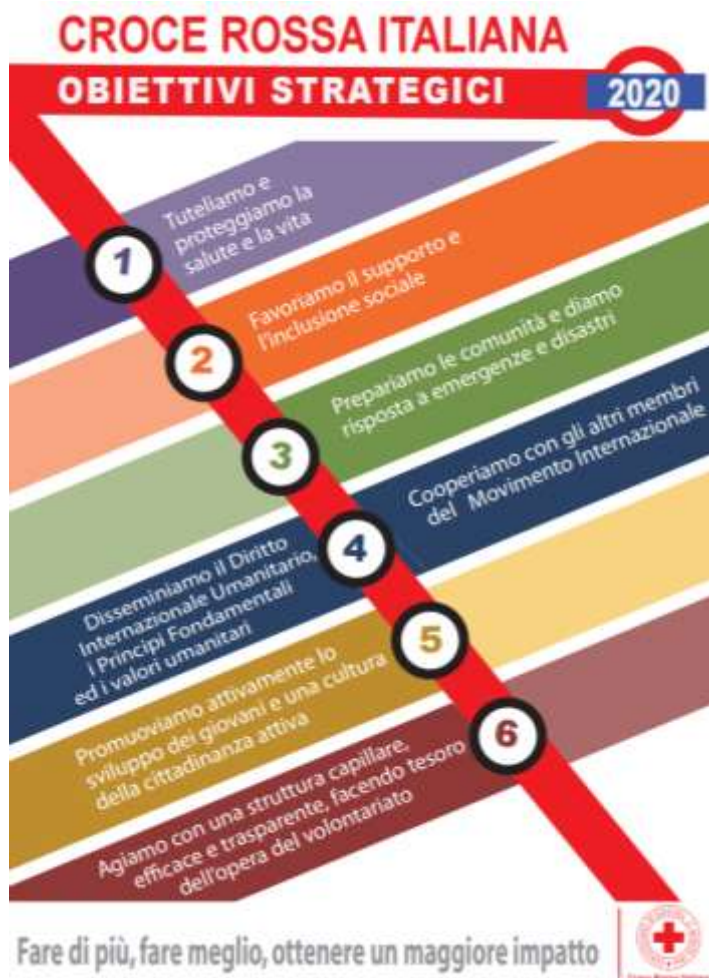 CROCE ROSSA ITALIANA
OBIETTIVI STRATEGICI
2020
1
Tuteliamo e
proteggiamo la
salute e la vita
2
Favoriamo il supporto e
l'inclusione sociale
3
Prepariamo le comunità e diamo
risposta a emergenze e disastri
4
Disseminiamo il Diritto
Internazionale Umanitario,
i Principi Fondamentali
ed i valori umanitari
Cooperiamo con gli altri membri
del Movimento Internazionale
5
Promuoviamo attivamente lo
sviluppo dei giovani e una cultura
della cittadinanza attiva
6
Agiamo con una struttura capillare,
efficace e trasparente, facendo tesoro
dell'opera del volontariato
Fare di più, fare meglio, ottenere un maggiore impatto